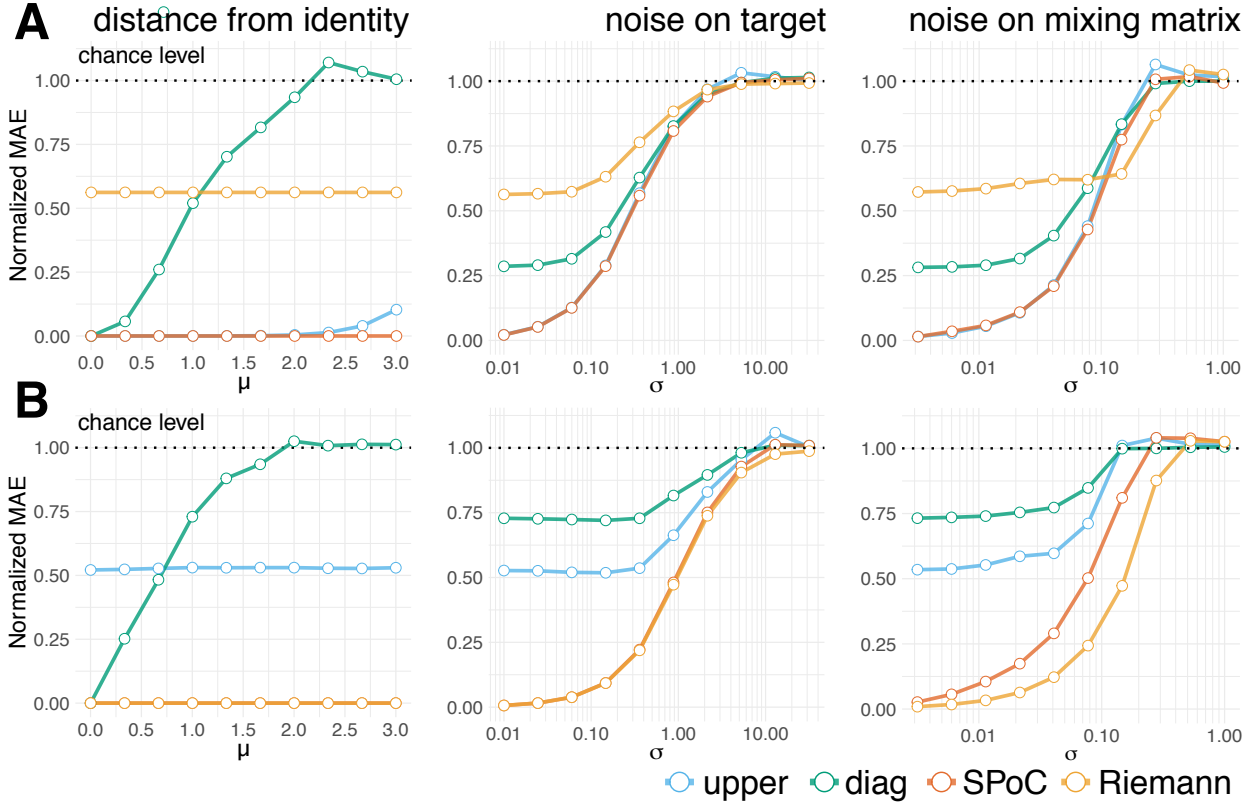 A
distance from identity
noise on target
noise on mixing matrix
chance level
Normalized MAE
1.00
0.75
0.50
0.25
0.00
0.0 0.5 1.0 1.5 2.0 2.5 3.0
μ
1.00
0.75
0.50
0.25
0.00
0.01 0.10 1.00 10.00
σ
1.00
0.75
0.50
0.25
0.00
0.01 0.10 1.00
σ
B
chance level
Normalized MAE
1.00
0.75
0.50
0.25
0.00
0.0 0.5 1.0 1.5 2.0 2.5 3.0
μ
1.00
0.75
0.50
0.25
0.00
0.01 0.10 1.00 10.00
σ
1.00
0.75
0.50
0.25
0.00
0.01 0.10 1.00
σ
upper diag SPoC Riemann